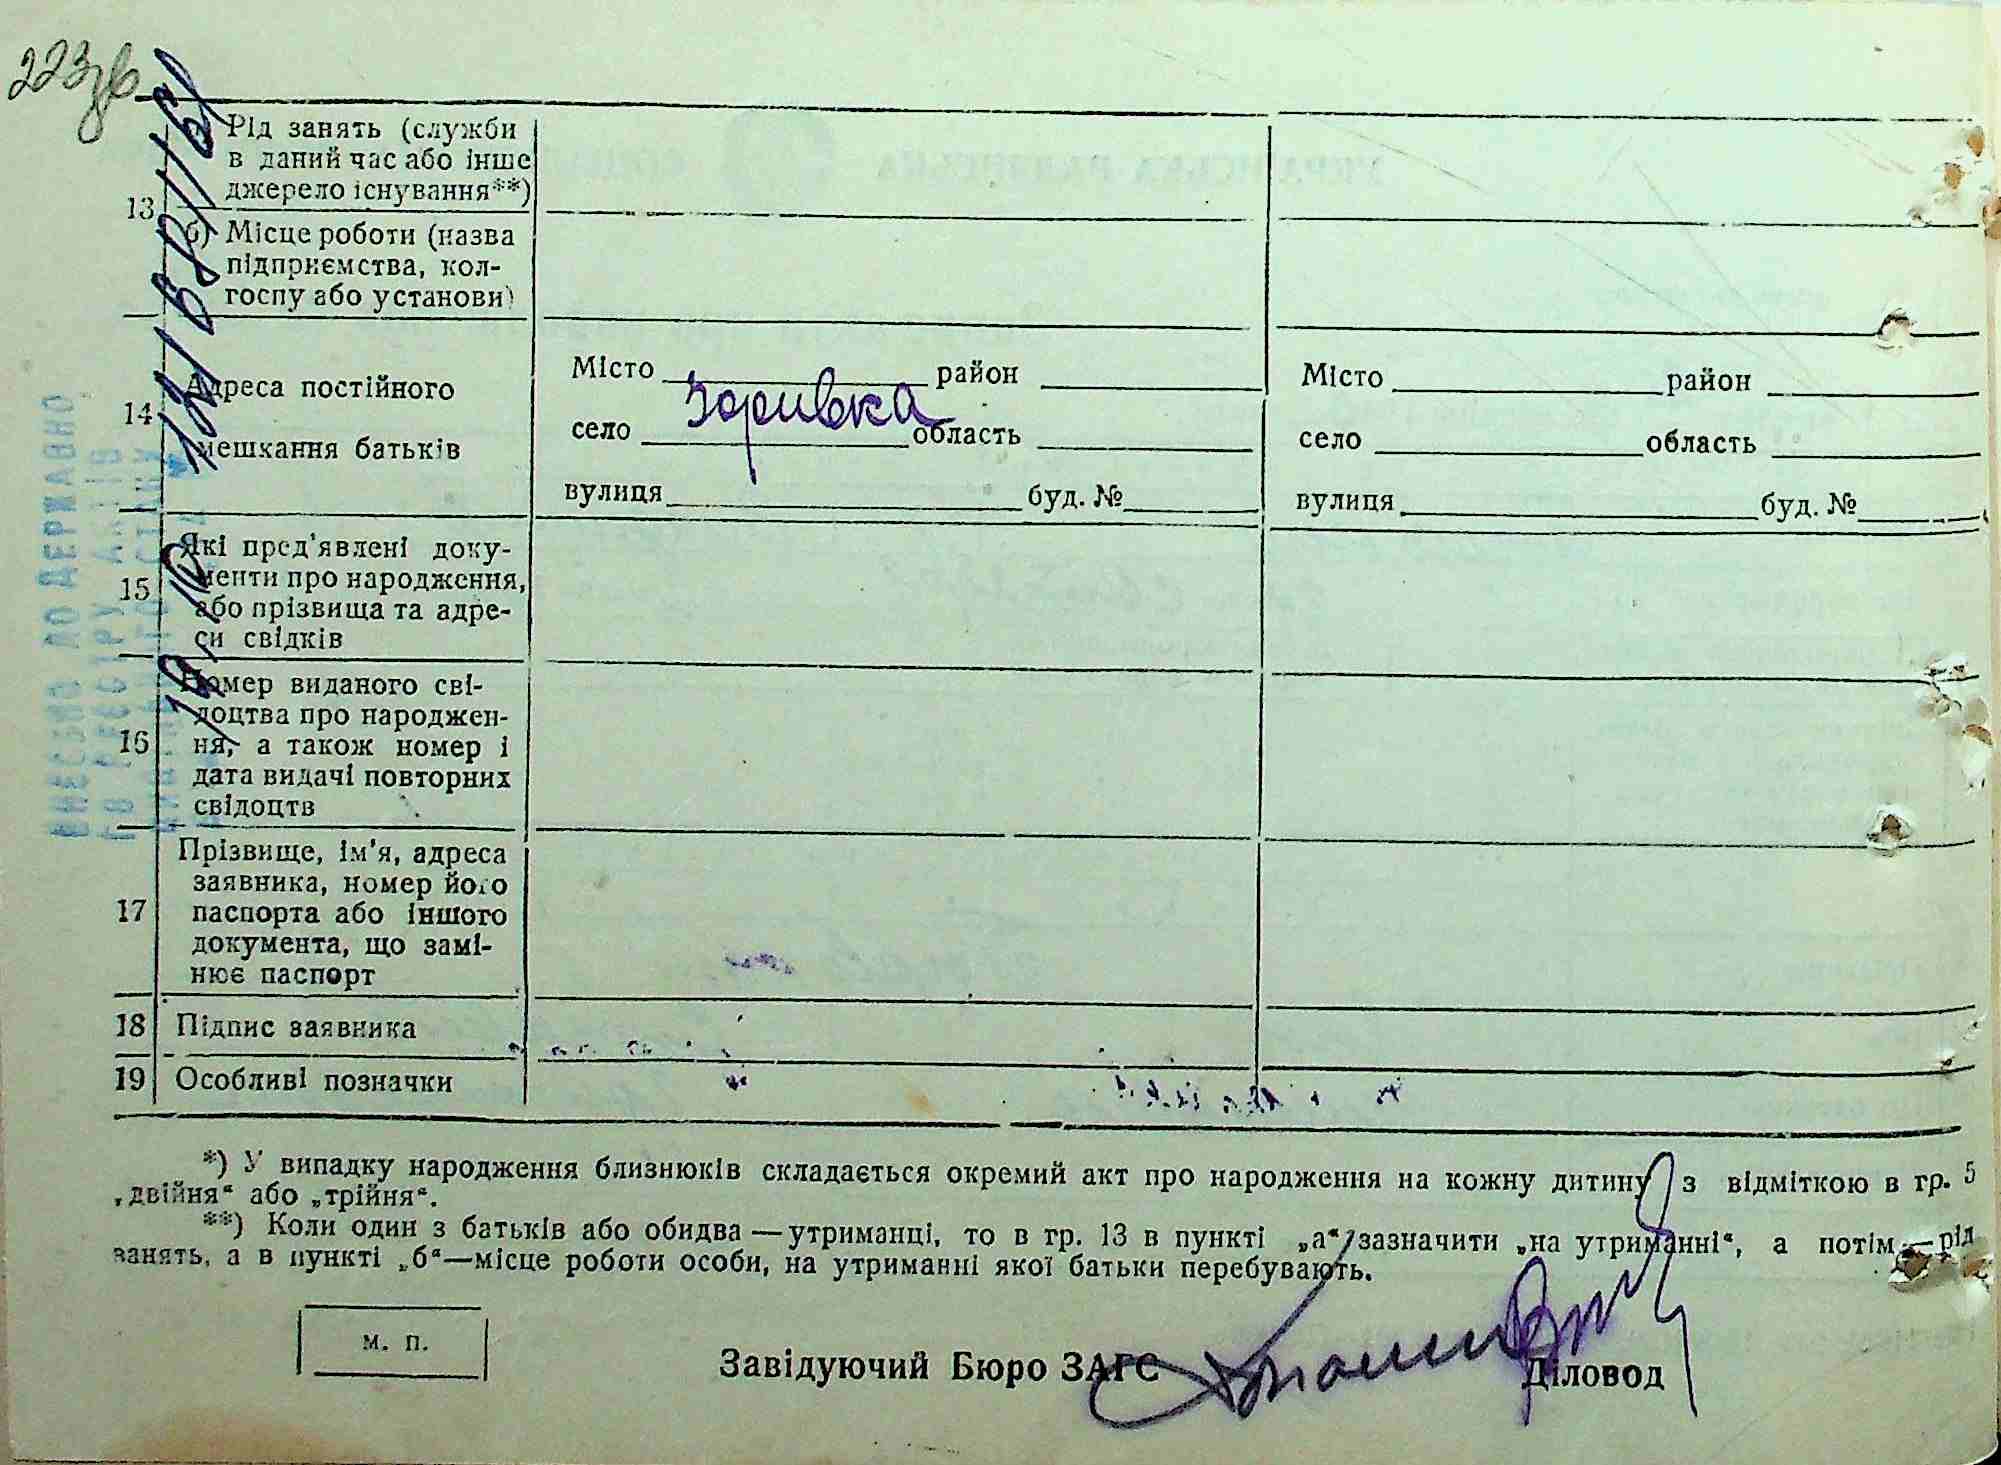 223зв
Рід занять (служби
в даний час або інше
джерело існування**)
13
б) Місце роботи (назва
підприємства, кол-
госпу або установи)
Місто район Місто район
14 Адреса постійного
мешкання батьків
село Зоривка область село область
вулиця буд. № вулиця буд. №
15 Які пред'явлені доку-
менти про народження,
або прізвища та адре-
си свідків
16 Номер виданого сві-
доцтва про народжен-
ня, а також номер і
дата видачі повторних
свідоцтв
17 Прізвище, ім'я, адреса
заявника, номер його
паспорта або іншого
документа, що замі-
нює паспорт
18 Підпис заявника
19 Особливі позначки
ВНЕСЕНО ДО ДЕРЖАВНО
ГО РЕЄСТРУ АКТІВ
*) У випадку народження близнюків складається окремий акт про народження на кожну дитину з відміткою в гр. 5
„двійня“ або „трійня“.
**) Коли один з батьків або обидва — утриманці, то в гр. 13 в пункті „а“ зазначити „на утриманні“, а потім — рід
занять, а в пункті „б“—місце роботи особи, на утриманні якої батьки перебувають.
м. п.
Завідуючий Бюро ЗАГС Діловод